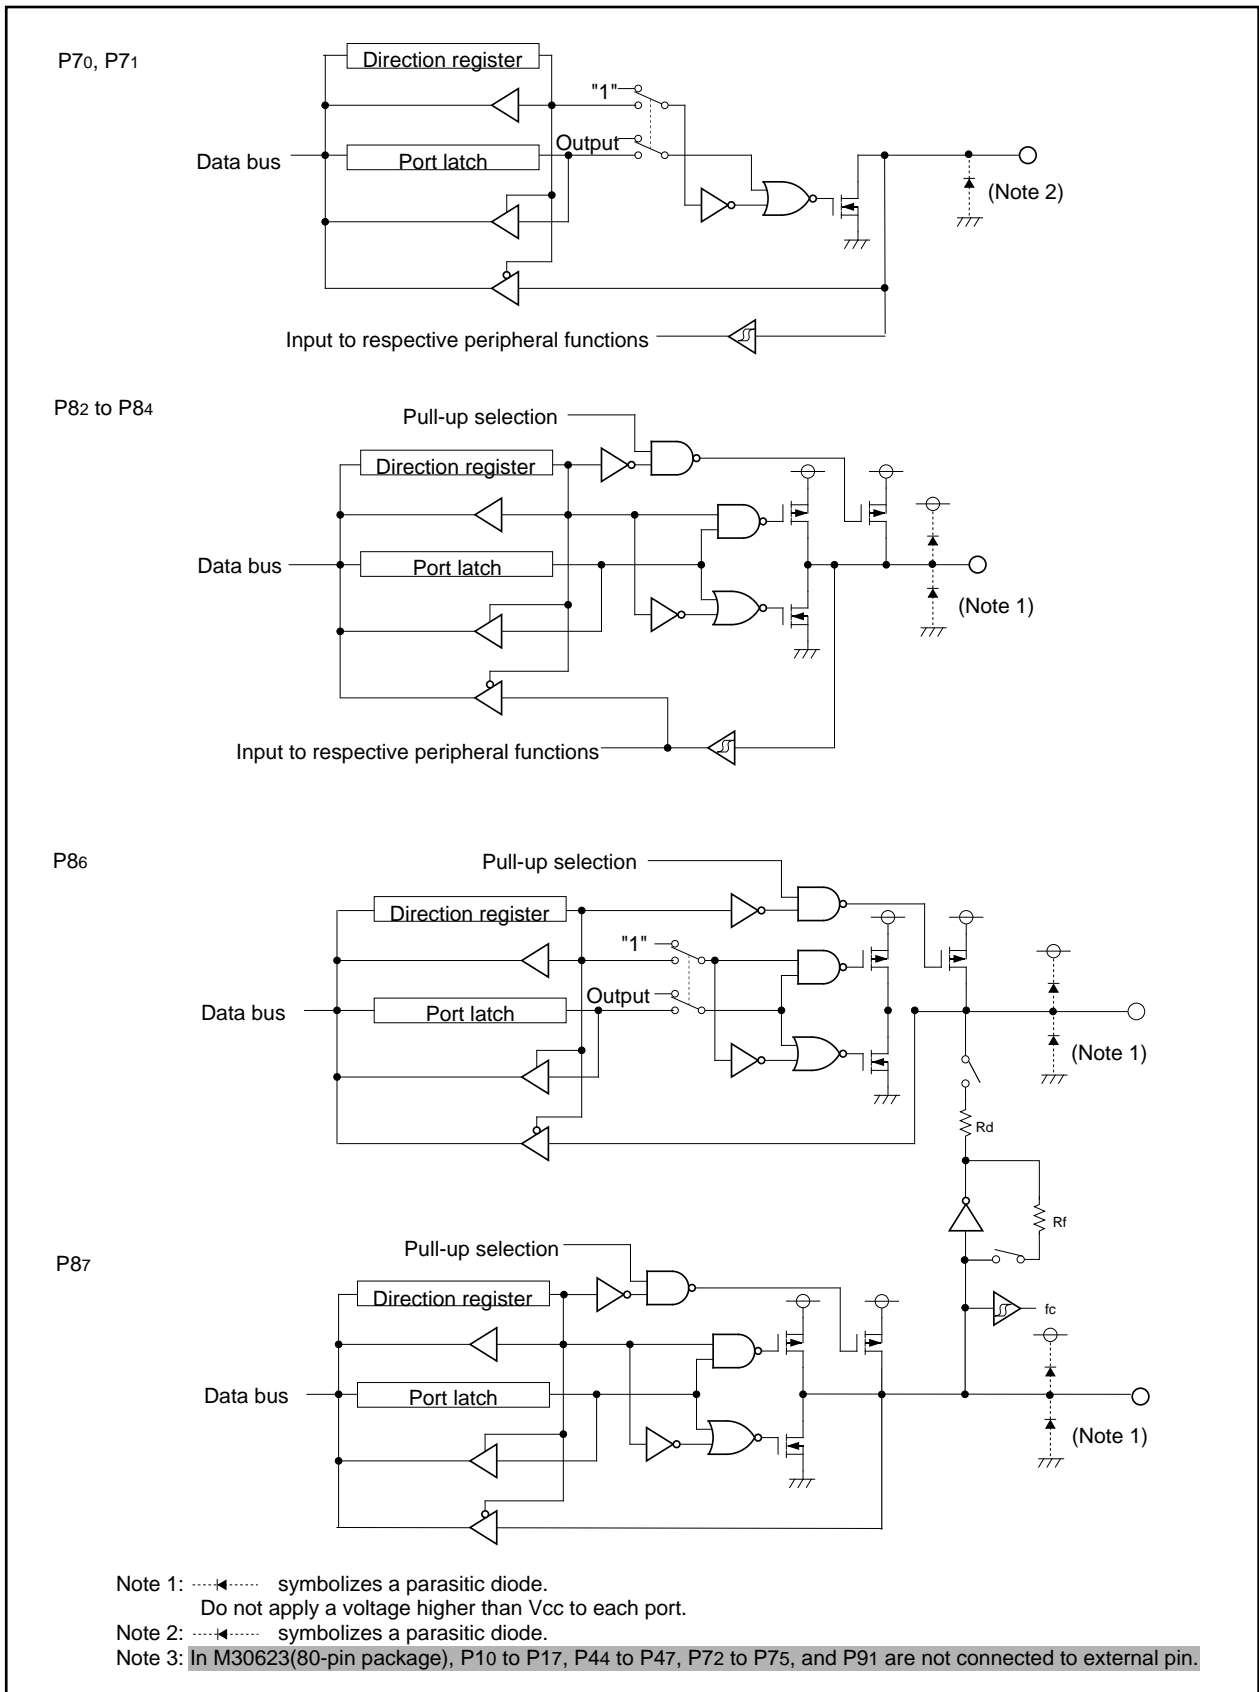 P70, P71
Direction register
"1"
Output
Data bus
Port latch
(Note 2)
Input to respective peripheral functions
P82 to P84
Pull-up selection
Direction register
Data bus
Port latch
(Note 1)
Input to respective peripheral functions
P86
Pull-up selection
Direction register
"1"
Output
Data bus
Port latch
(Note 1)
Rd
Rf
P87
Pull-up selection
Direction register
fc
Data bus
Port latch
(Note 1)
Note 1: symbolizes a parasitic diode.
Do not apply a voltage higher than Vcc to each port.
Note 2: symbolizes a parasitic diode.
Note 3: In M30623(80-pin package), P10 to P17, P44 to P47, P72 to P75, and P91 are not connected to external pin.